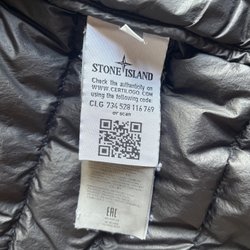 STONE ISLAND
Check the authenticity on
WWW.CERTILOGO.COM
using the following code:
CLG 734 528 116 769
or scan
EAC